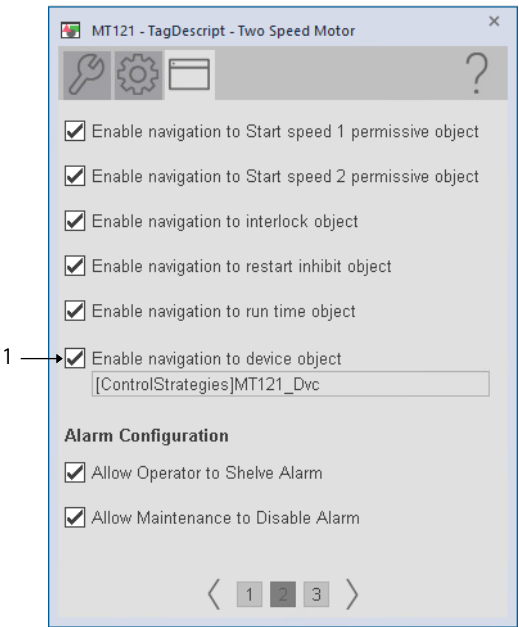 MT121 - TagDescript - Two Speed Motor
?
Enable navigation to Start speed 1 permissive object
Enable navigation to Start speed 2 permissive object
Enable navigation to interlock object
Enable navigation to restart inhibit object
Enable navigation to run time object
1
Enable navigation to device object
[ControlStrategies]MT121_Dvc
Alarm Configuration
Allow Operator to Shelve Alarm
Allow Maintenance to Disable Alarm
1 2 3